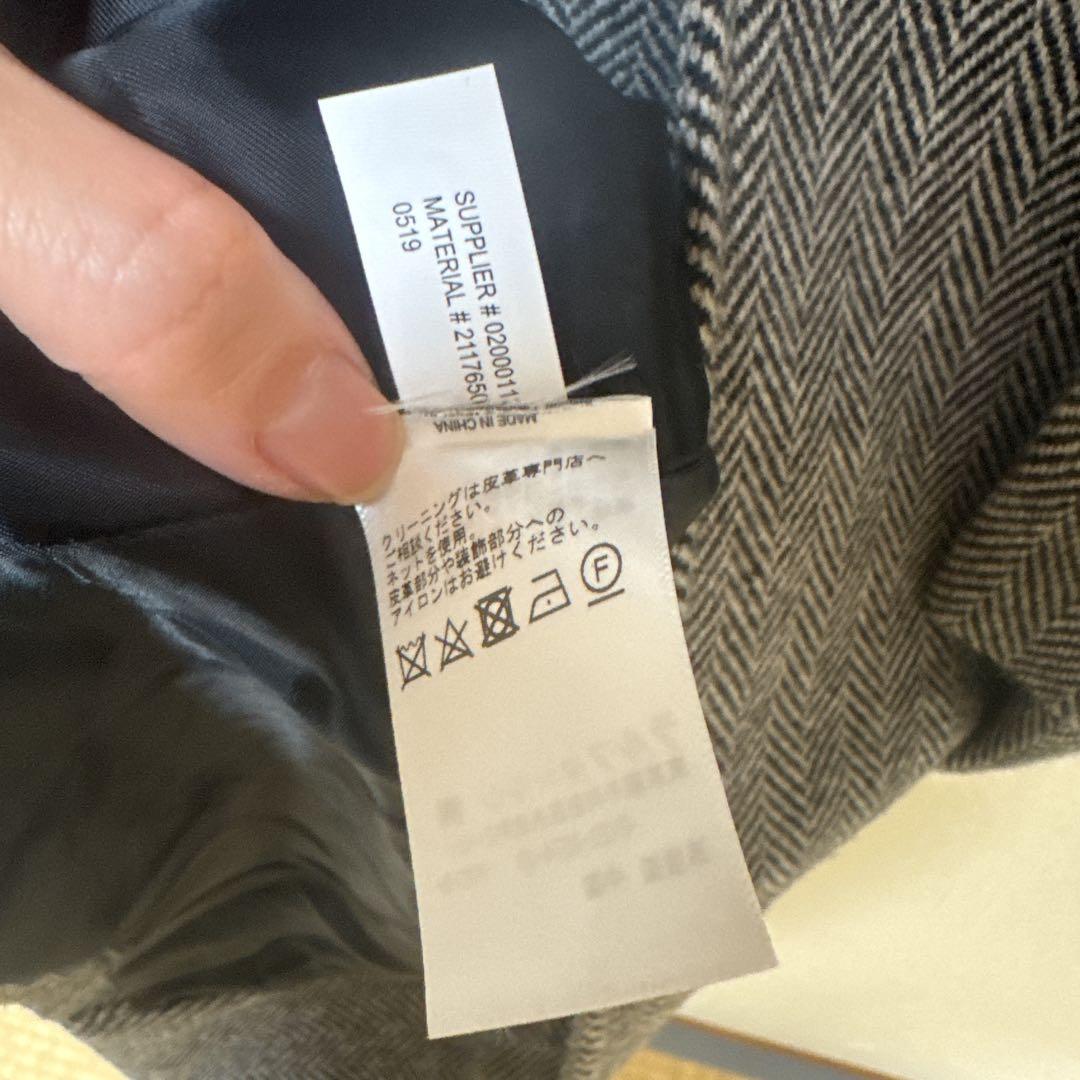 SUPPLIER # 0200011
MATERIAL # 2117650
0519
MADE IN CHINA
クリーニングは皮革専門店へ
ご相談ください。
ネットを使用。
皮革部分や装飾部分への
アイロンはお避けください。
F